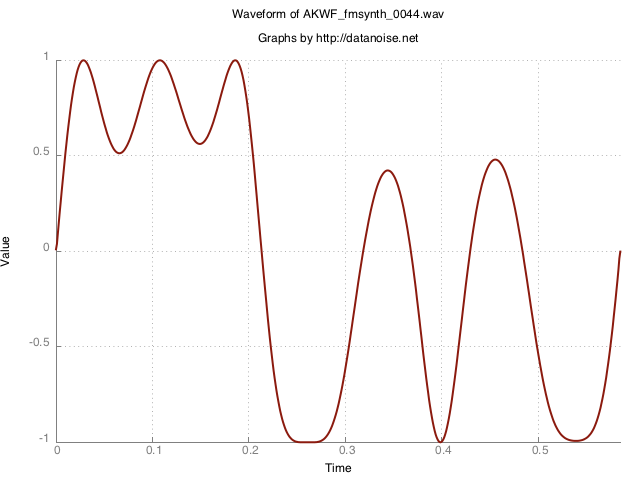 Waveform of AKWF_fmsynth_0044.wav
Graphs by http://datanoise.net
1
0.5
0
-0.5
-1
Value
0 0.1 0.2 0.3 0.4 0.5
Time